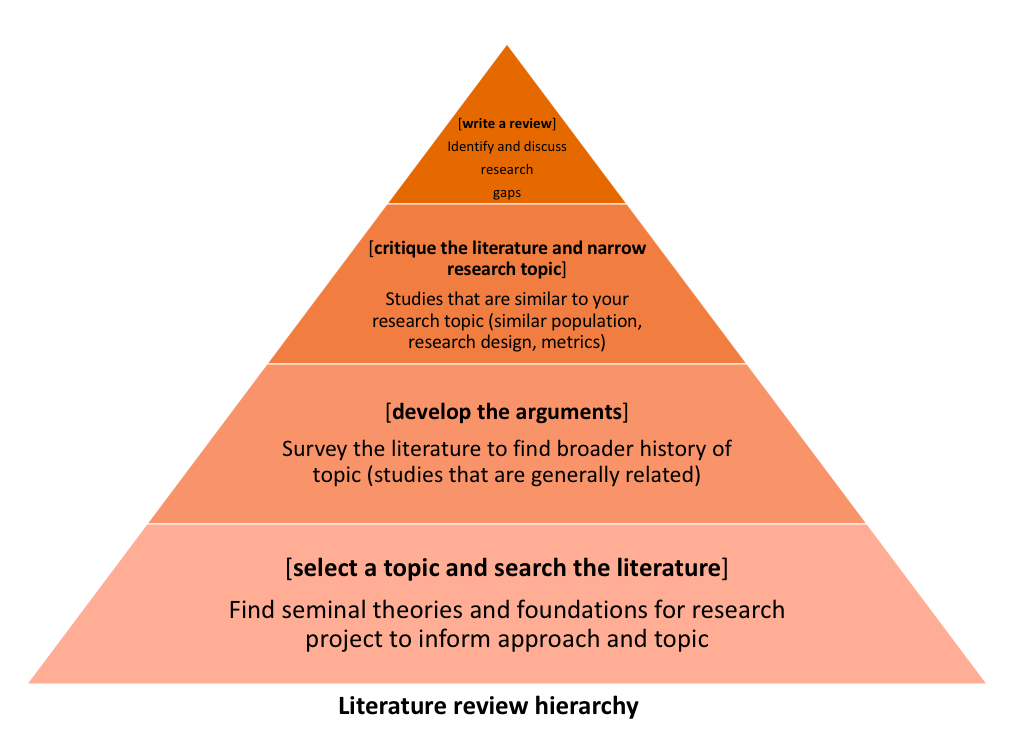 [write a review]
Identify and discuss
research
gaps
[critique the literature and narrow
research topic]
Studies that are similar to your
research topic (similar population,
research design, metrics)
[develop the arguments]
Survey the literature to find broader history of
topic (studies that are generally related)
[select a topic and search the literature]
Find seminal theories and foundations for research
project to inform approach and topic
Literature review hierarchy